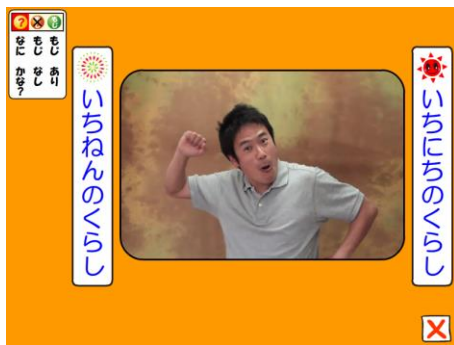 いちにちのくらし
いちねんのくらし
もじ あり
もじ なし
なに かな?